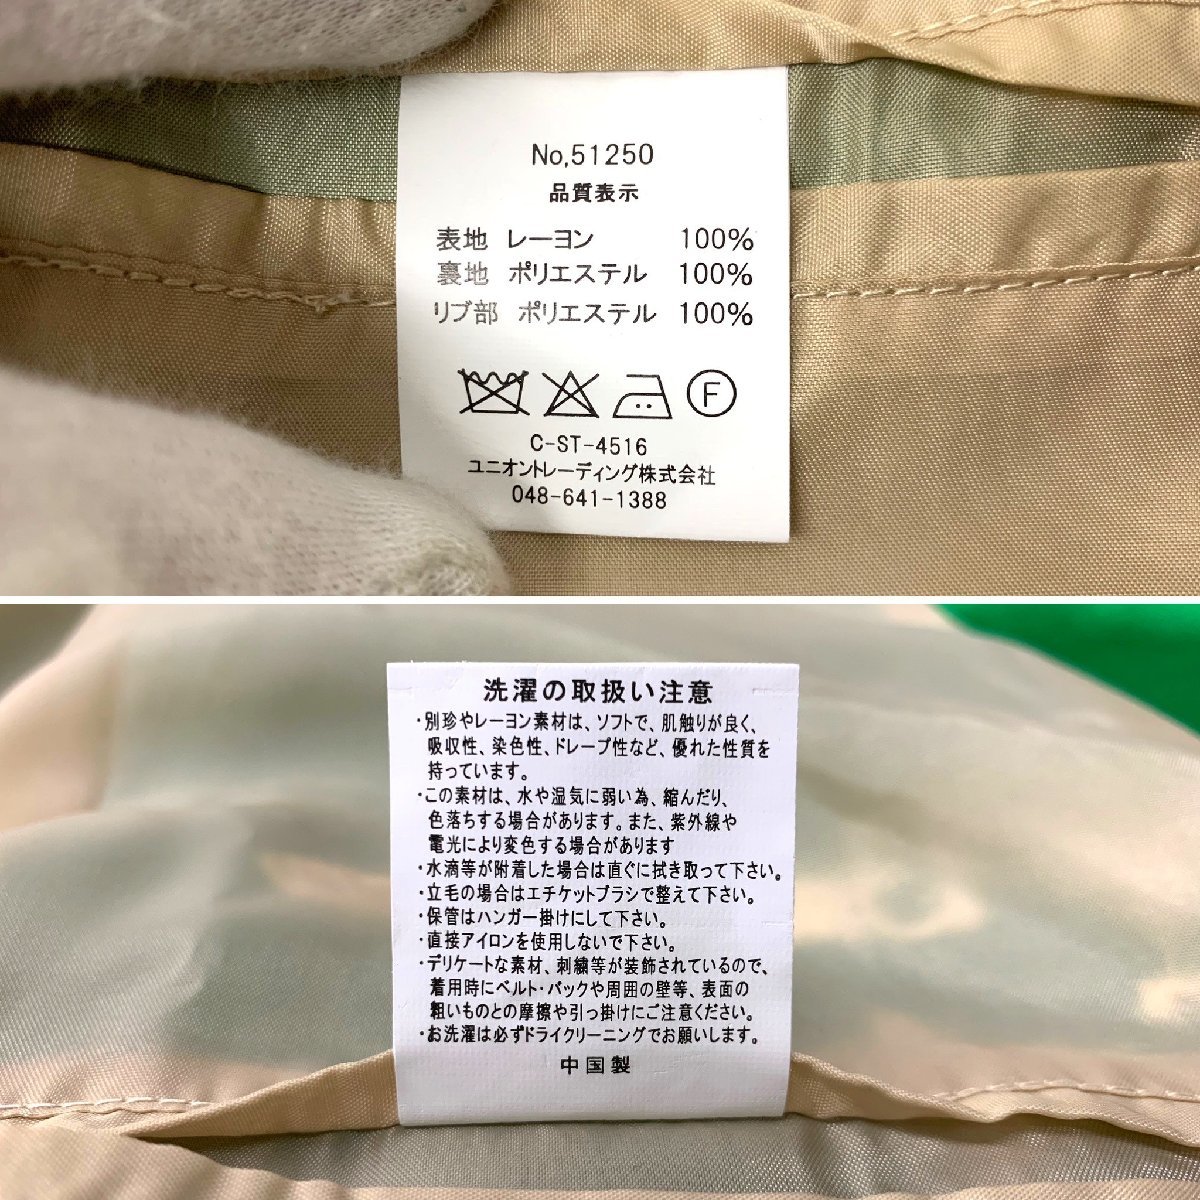 No,51250
品質表示
表地 レーヨン 100%
裏地 ポリエステル 100%
リブ部 ポリエステル 100%
F
C-ST-4516
ユニオントレーディング株式会社
048-641-1388
洗濯の取扱い注意
・別珍やレーヨン素材は、ソフトで、肌触りが良く、
吸収性、染色性、ドレープ性など、優れた性質を
持っています。
・この素材は、水や湿気に弱い為、縮んだり、
色落ちする場合があります。また、紫外線や
電光により変色する場合があります
・水滴等が附着した場合は直ぐに拭き取って下さい。
・立毛の場合はエチケットブラシで整えて下さい。
・保管はハンガー掛けにして下さい。
・直接アイロンを使用しないで下さい。
・デリケートな素材、刺繍等が装飾されているので、
着用時にベルト・バックや周囲の壁等、表面の
粗いものとの摩擦や引っ掛けにご注意ください。
・お洗濯は必ずドライクリーニングでお願いします。
中国製